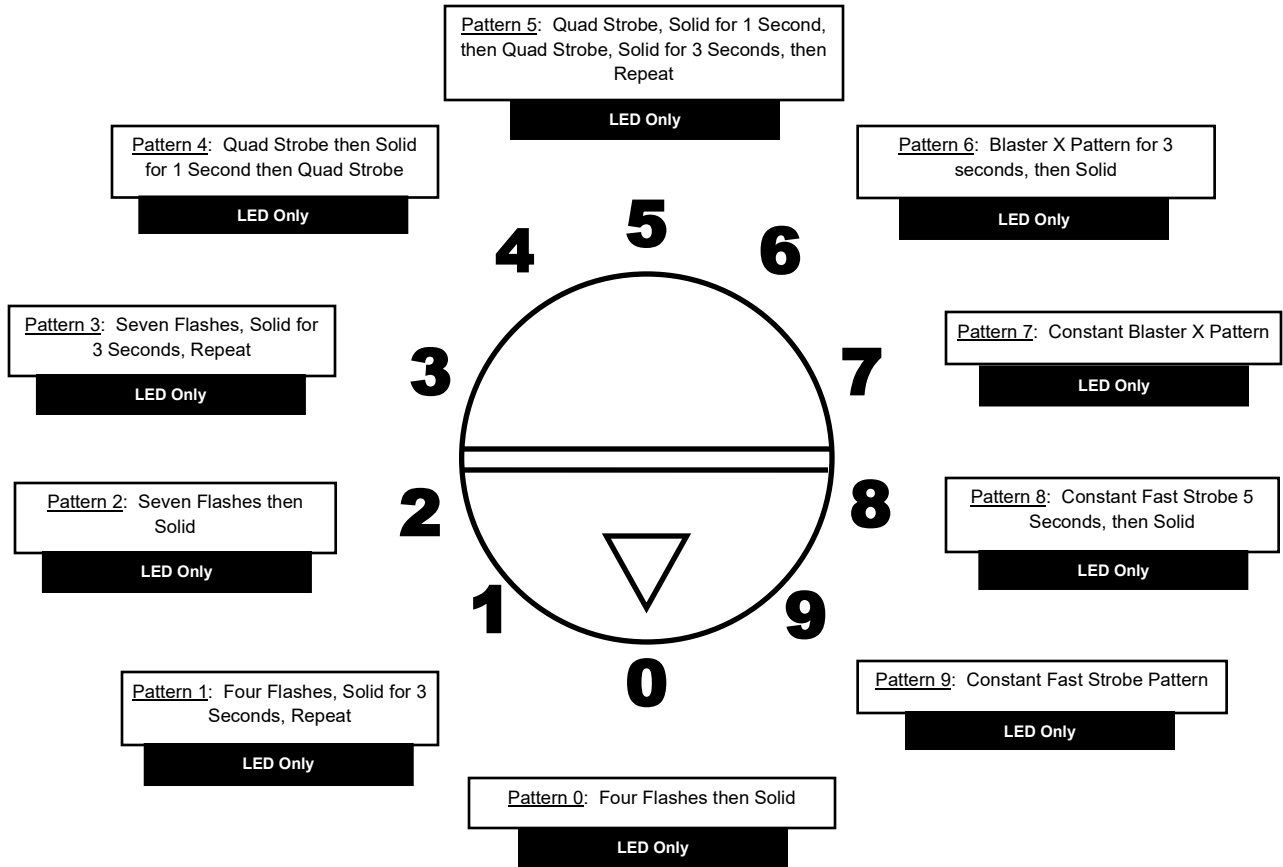 Pattern 5: Quad Strobe, Solid for 1 Second,
then Quad Strobe, Solid for 3 Seconds, then
Repeat
LED Only
Pattern 4: Quad Strobe then Solid
for 1 Second then Quad Strobe
LED Only
Pattern 6: Blaster X Pattern for 3
seconds, then Solid
LED Only
5
4
6
Pattern 3: Seven Flashes, Solid for
3 Seconds, Repeat
LED Only
3
7
Pattern 7: Constant Blaster X Pattern
LED Only
Pattern 2: Seven Flashes then
Solid
LED Only
2
8
Pattern 8: Constant Fast Strobe 5
Seconds, then Solid
LED Only
1
9
0
Pattern 1: Four Flashes, Solid for 3
Seconds, Repeat
LED Only
Pattern 9: Constant Fast Strobe Pattern
LED Only
Pattern 0: Four Flashes then Solid
LED Only